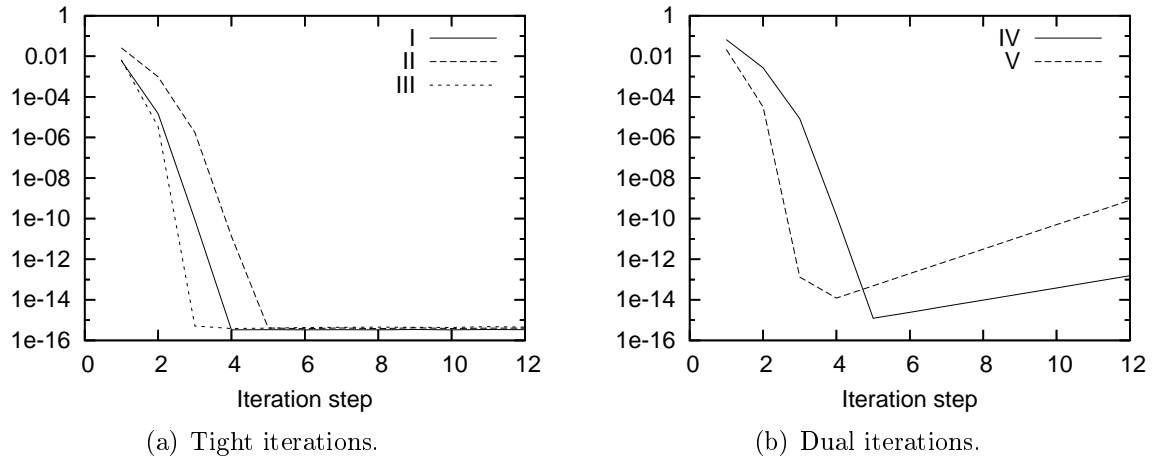 1
0.01
1e-04
1e-06
1e-08
1e-10
1e-12
1e-14
1e-16
0 2 4 6 8 10 12
Iteration step
I
II
III
(a) Tight iterations.
1
0.01
1e-04
1e-06
1e-08
1e-10
1e-12
1e-14
1e-16
0 2 4 6 8 10 12
Iteration step
IV
V
(b) Dual iterations.